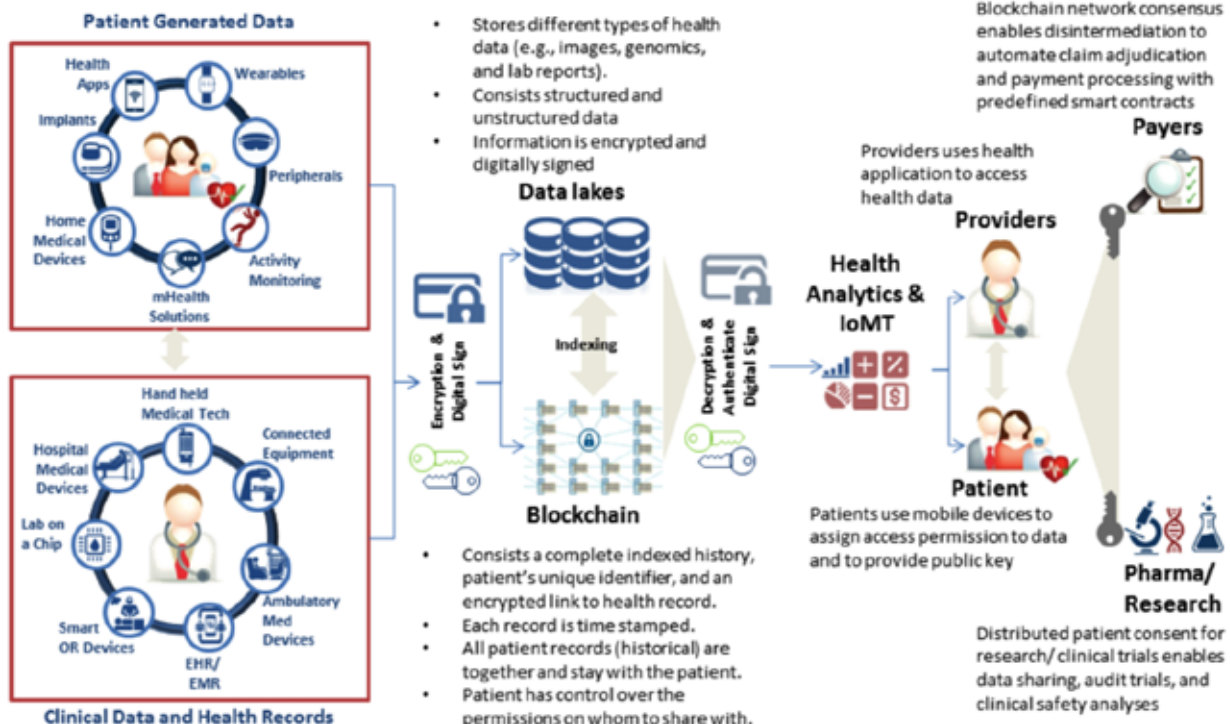 Patient Generated Data
Health
Apps
Wearables
Implants
Peripherals
Home
Medical
Devices
Activity
Monitoring
mHealth
Solutions
Hand held
Medical Tech
Connected
Equipment
Hospital
Medical
Devices
Lab on
a Chip
Ambulatory
Med
Devices
Smart
OR Devices
EHR/
EMR
Clinical Data and Health Records
Encryption &
Digital Sign
• Stores different types of health
data (e.g., images, genomics,
and lab reports).
• Consists structured and
unstructured data
• Information is encrypted and
digitally signed
Data lakes
Indexing
Blockchain
• Consists a complete indexed history,
patient's unique identifier, and an
encrypted link to health record.
• Each record is time stamped.
• All patient records (historical) are
together and stay with the patient.
• Patient has control over the
permissions on whom to share with.
Decryption &
Authenticate
Digital Sign
Health
Analytics &
IoMT
Providers uses health
application to access
health data
Providers
Patient
Patients use mobile devices to
assign access permission to data
and to provide public key
Blockchain network consensus
enables disintermediation to
automate claim adjudication
and payment processing with
predefined smart contracts
Payers
Pharma/
Research
Distributed patient consent for
research/ clinical trials enables
data sharing, audit trials, and
clinical safety analyses